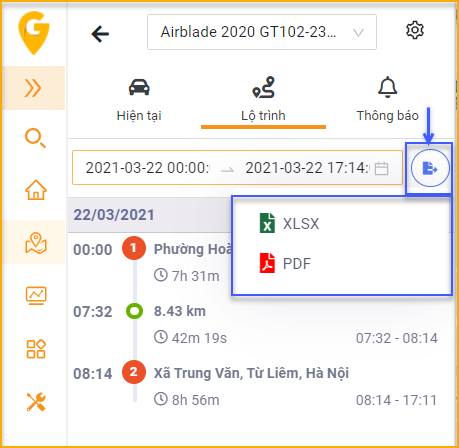 G
Airblade 2020 GT102-23...
Hiện tại
Lộ trình
Thông báo
2021-03-22 00:00: → 2021-03-22 17:14:
22/03/2021
XLSX
PDF
00:00 1 Phường Hoà
7h 31m
07:32 8.43 km
42m 19s 07:32 - 08:14
08:14 2 Xã Trung Văn, Từ Liêm, Hà Nội
8h 56m 08:14 - 17:11